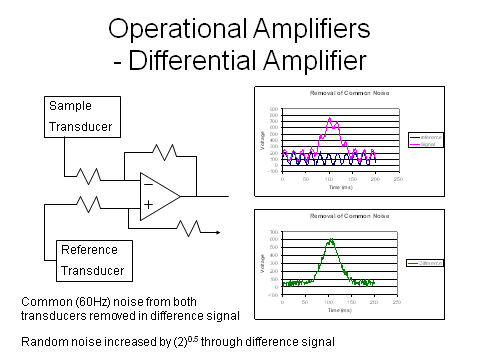 Operational Amplifiers
- Differential Amplifier
Sample
Transducer
Reference
Transducer
−
+
Removal of Common Noise
Voltage
800
700
600
500
400
300
200
100
0
-100
0 50 100 150 200 250
Time (ms)
Reference
Signal
Removal of Common Noise
Voltage
700
600
500
400
300
200
100
0
-100
0 50 100 150 200 250
Time (ms)
Difference
Common (60Hz) noise from both
transducers removed in difference signal
Random noise increased by (2)⁰·⁵ through difference signal